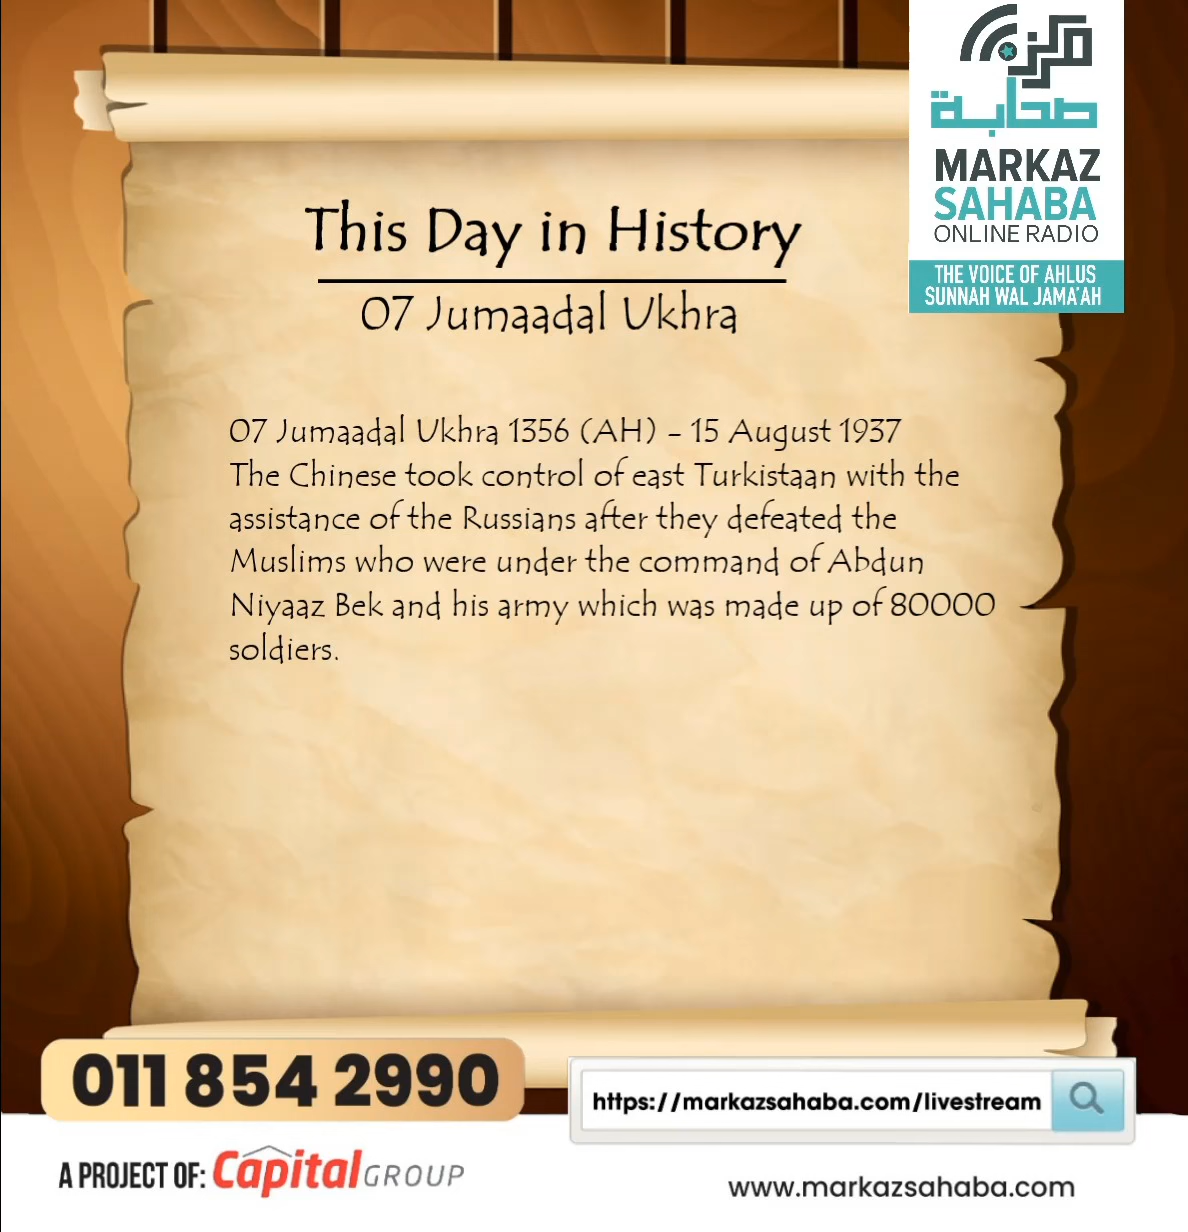 مركز
صحابة
MARKAZ
SAHABA
ONLINE RADIO
THE VOICE OF AHLUS
SUNNAH WAL JAMA'AH
This Day in History
07 Jumaadal Ukhra
07 Jumaadal Ukhra 1356 (AH) - 15 August 1937
The Chinese took control of east Turkistaan with the
assistance of the Russians after they defeated the
Muslims who were under the command of Abdun
Niyaaz Bek and his army which was made up of 80000
soldiers.
011 854 2990
https://markazsahaba.com/livestream
A PROJECT OF: Capital GROUP
www.markazsahaba.com